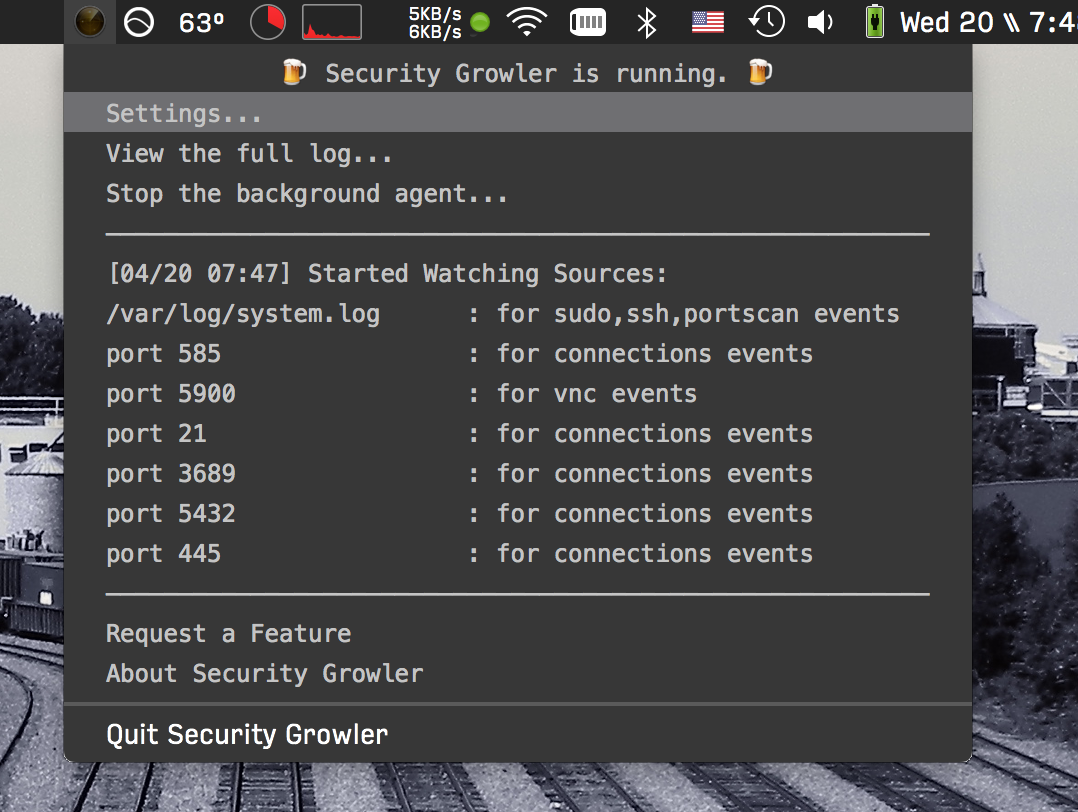 63° 5KB/s Wed 20 \\ 7:4
6KB/s
🍺 Security Growler is running. 🍺
Settings...
View the full log...
Stop the background agent...
[04/20 07:47] Started Watching Sources:
/var/log/system.log : for sudo,ssh,portscan events
port 585 : for connections events
port 5900 : for vnc events
port 21 : for connections events
port 3689 : for connections events
port 5432 : for connections events
port 445 : for connections events
Request a Feature
About Security Growler
Quit Security Growler